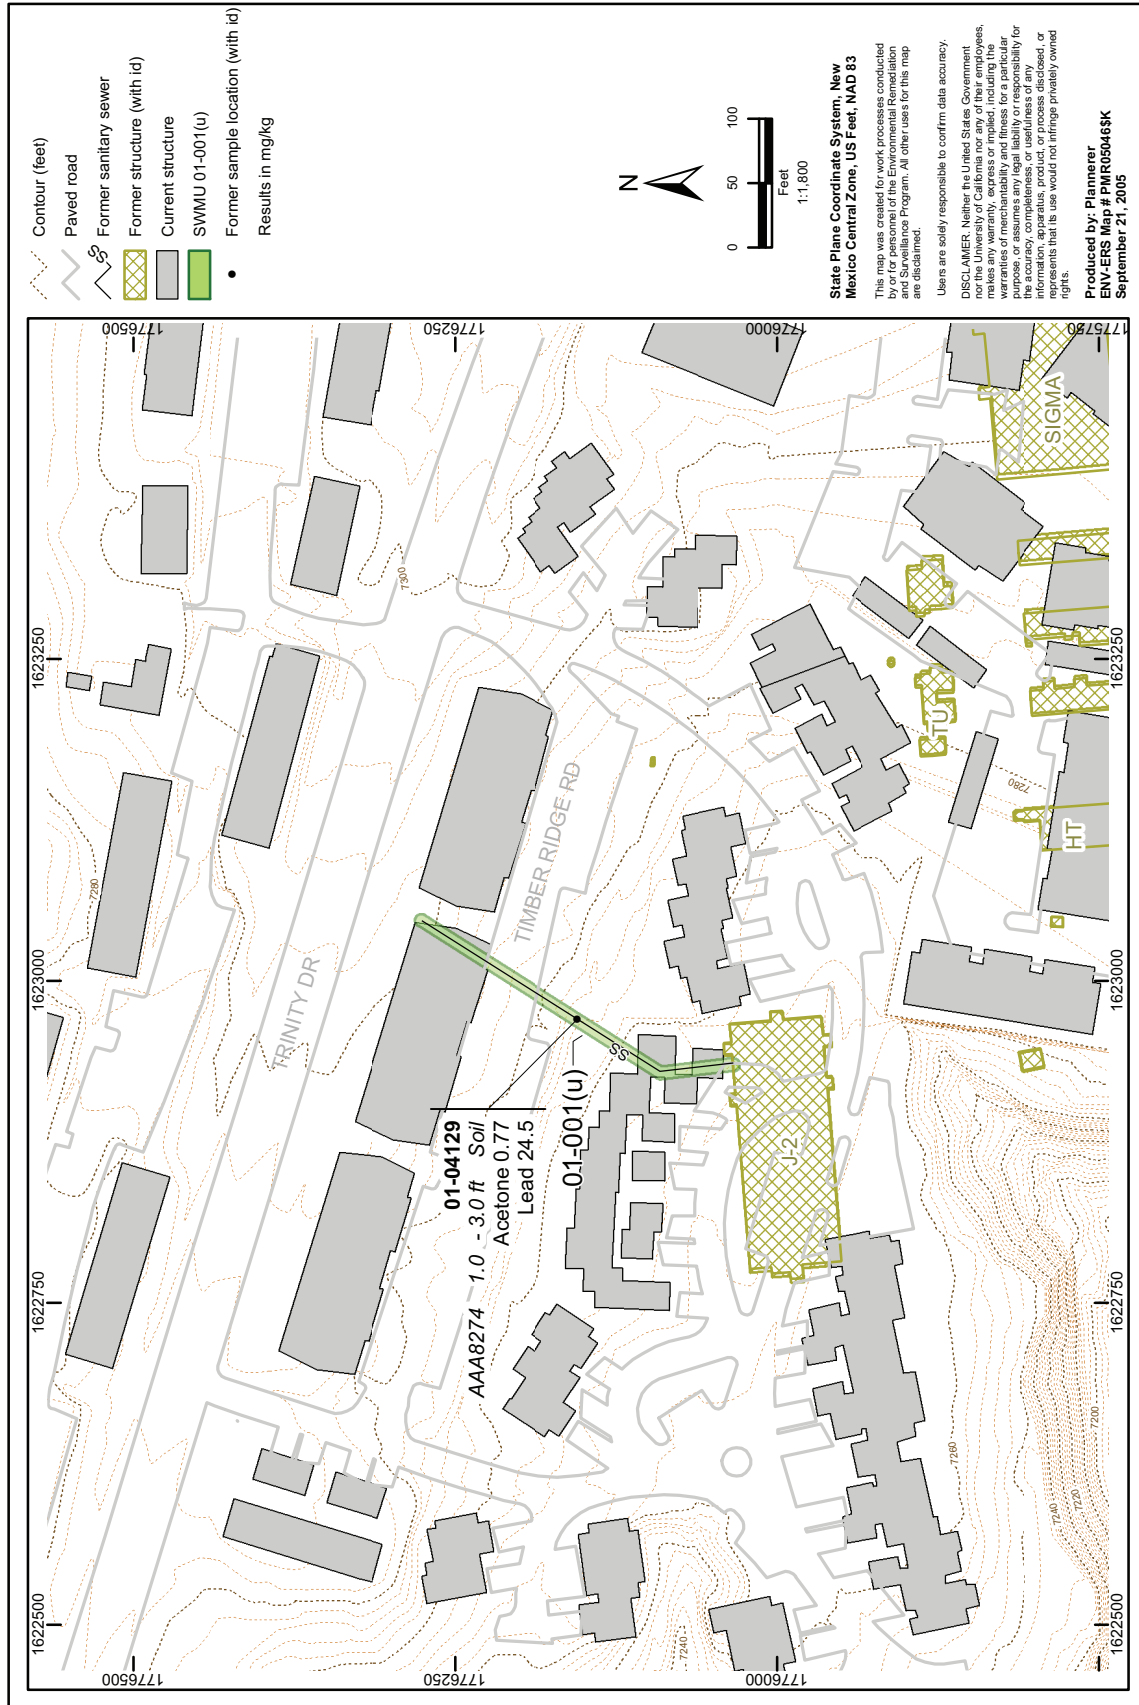 1776500
1776250
1776000
1775750
1623250
1623000
1622750
1622500
1776500
1776250
1776000
TRINITY DR
TIMBER RIDGE RD
7300
7280
7280
7260
7240
7220
7200
7240
SIGMA
TU
HT
J-2
SS
01-001(u)
01-04129
AAA8274 1.0 - 3.0 ft Soil
Acetone 0.77
Lead 24.5
Contour (feet)
Paved road
SS
Former sanitary sewer
Former structure (with id)
Current structure
SWMU 01-001(u)
Former sample location (with id)
Results in mg/kg
N
0 50 100
Feet
1:1,800
State Plane Coordinate System, New
Mexico Central Zone, US Feet, NAD 83
This map was created for work processes conducted
by or for personnel of the Environmental Remediation
and Surveillance Program. All other uses for this map
are disclaimed.
Users are solely responsible to confirm data accuracy.
DISCLAIMER: Neither the United States Government
nor the University of California nor any of their employees,
makes any warranty, express or implied, including the
warranties of merchantability and fitness for a particular
purpose, or assumes any legal liability or responsibility for
the accuracy, completeness, or usefulness of any
information, apparatus, product, or process disclosed, or
represents that its use would not infringe privately owned
rights.
Produced by: Plannerer
ENV-ERS Map # PMR05046$K
September 21, 2005